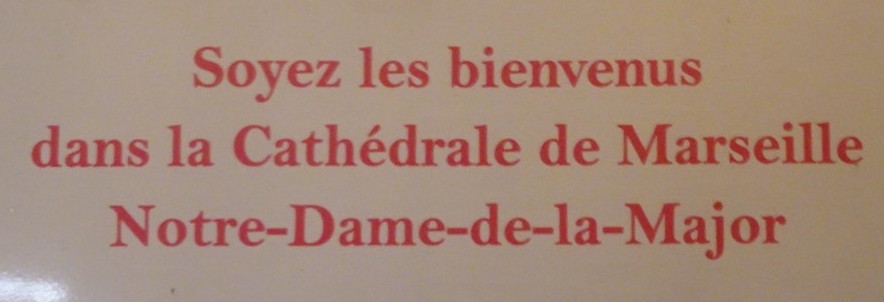 Soyez les bienvenus
dans la Cathédrale de Marseille
Notre-Dame-de-la-Major